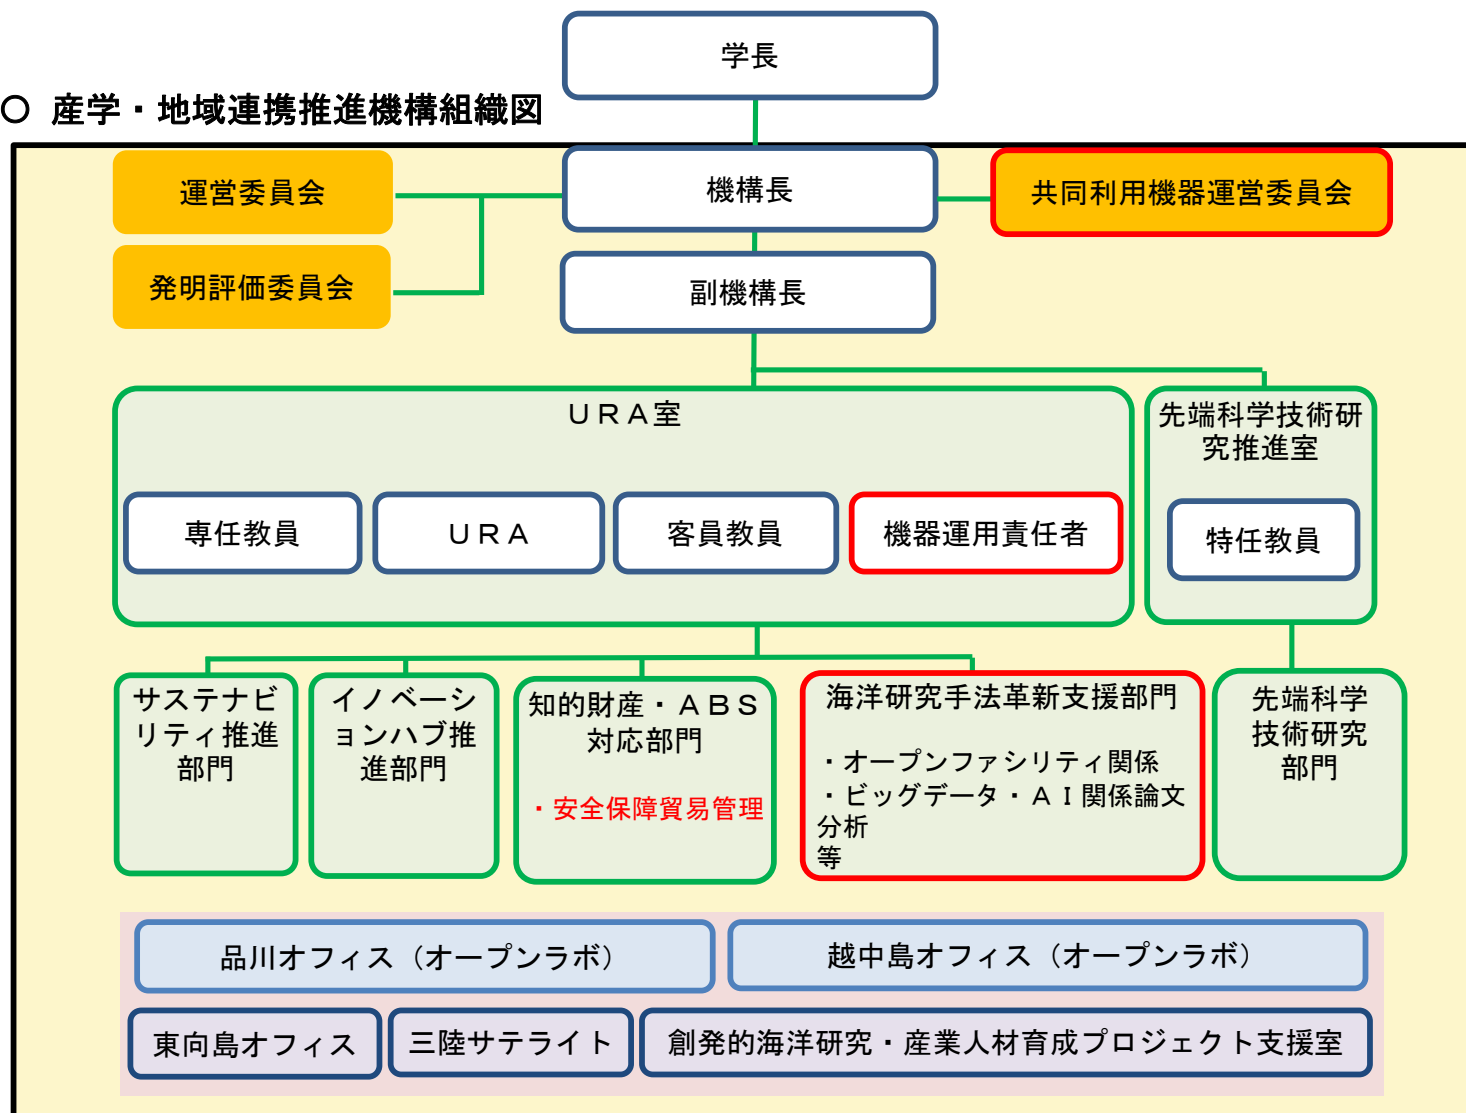 学長
○ 産学・地域連携推進機構組織図
運営委員会
機構長
共同利用機器運営委員会
発明評価委員会
副機構長
ＵＲＡ室
先端科学技術研
究推進室
専任教員
ＵＲＡ
客員教員
機器運用責任者
特任教員
サステナビ
リティ推進
部門
イノベーシ
ョンハブ推
進部門
知的財産・ＡＢＳ
対応部門
・安全保障貿易管理
海洋研究手法革新支援部門
・オープンファシリティ関係
・ビッグデータ・ＡＩ関係論文
分析
等
先端科学
技術研究
部門
品川オフィス（オープンラボ）
越中島オフィス（オープンラボ）
東向島オフィス
三陸サテライト
創発的海洋研究・産業人材育成プロジェクト支援室